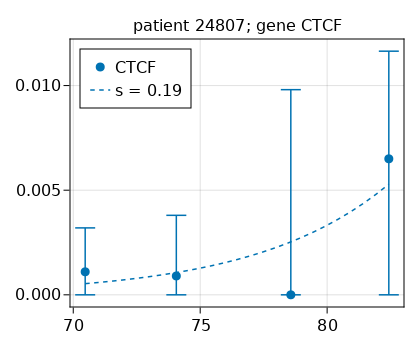 patient 24807; gene CTCF
CTCF
s = 0.19
0.010
0.005
0.000
70 75 80